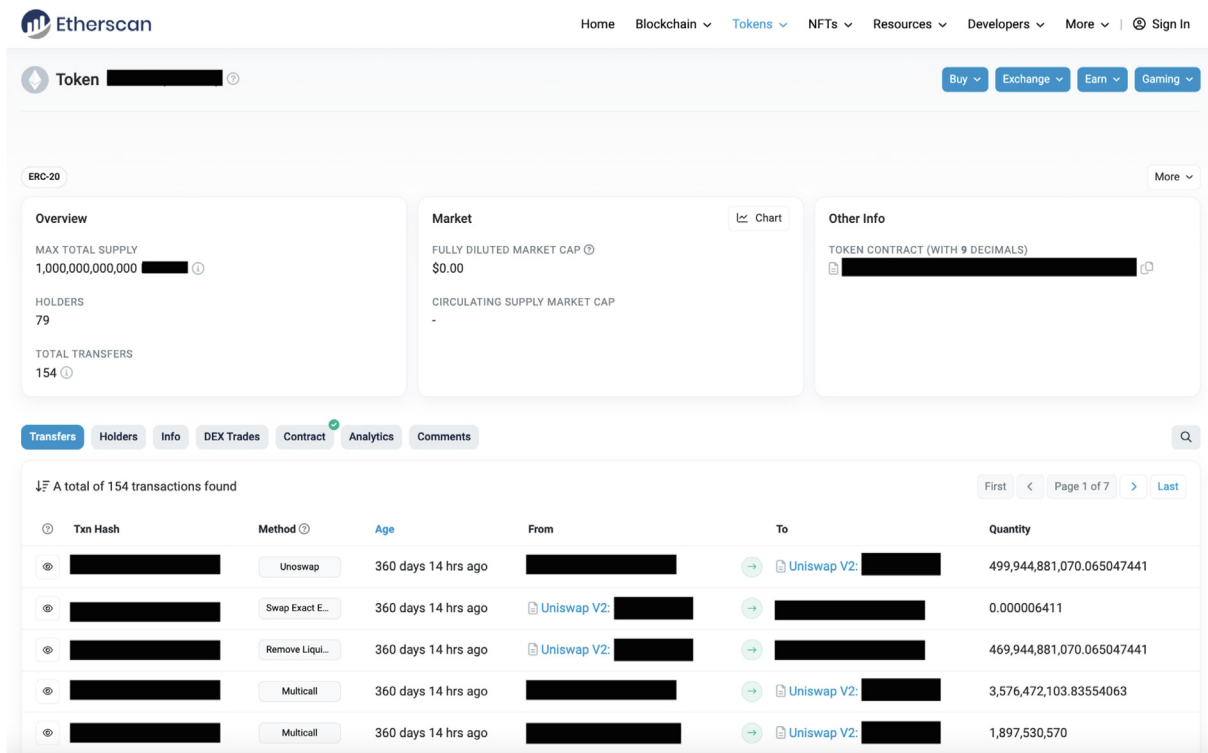 Etherscan
Home Blockchain Tokens NFTs Resources Developers More | Sign In
Token
Buy Exchange Earn Gaming
ERC-20
More
Overview
MAX TOTAL SUPPLY
1,000,000,000,000
HOLDERS
79
TOTAL TRANSFERS
154
Market
Chart
FULLY DILUTED MARKET CAP
$0.00
CIRCULATING SUPPLY MARKET CAP
-
Other Info
TOKEN CONTRACT (WITH 9 DECIMALS)
Transfers Holders Info DEX Trades Contract Analytics Comments
A total of 154 transactions found
First Page 1 of 7 Last
Txn Hash Method Age From To Quantity
Unoswap 360 days 14 hrs ago Uniswap V2: 499,944,881,070.065047441
Swap Exact E... 360 days 14 hrs ago Uniswap V2: 0.000006411
Remove Liqui... 360 days 14 hrs ago Uniswap V2: 469,944,881,070.065047441
Multicall 360 days 14 hrs ago Uniswap V2: 3,576,472,103.83554063
Multicall 360 days 14 hrs ago Uniswap V2: 1,897,530,570